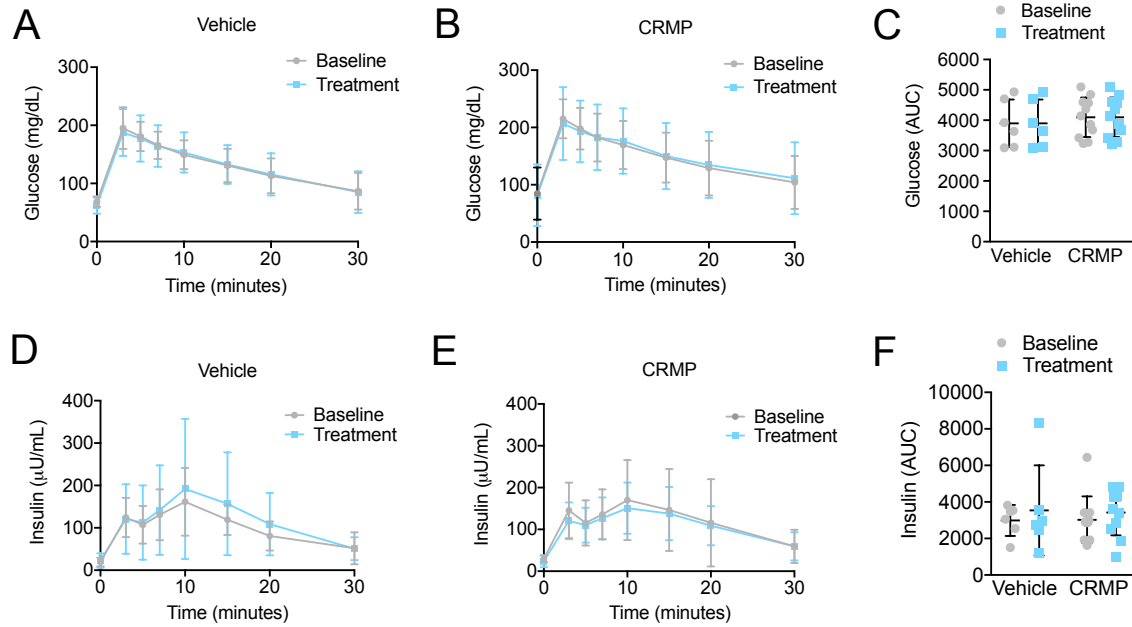 A
Vehicle
Baseline
Treatment
Glucose (mg/dL)
300
200
100
0
0
10
20
30
Time (minutes)
B
CRMP
Baseline
Treatment
Glucose (mg/dL)
300
200
100
0
0
10
20
30
Time (minutes)
C
Baseline
Treatment
Glucose (AUC)
6000
5000
4000
3000
2000
1000
0
Vehicle CRMP
D
Vehicle
Baseline
Treatment
Insulin (μU/mL)
400
300
200
100
0
0
10
20
30
Time (minutes)
E
CRMP
Baseline
Treatment
Insulin (μU/mL)
400
300
200
100
0
0
10
20
30
Time (minutes)
F
Baseline
Treatment
Insulin (AUC)
10000
8000
6000
4000
2000
0
Vehicle CRMP